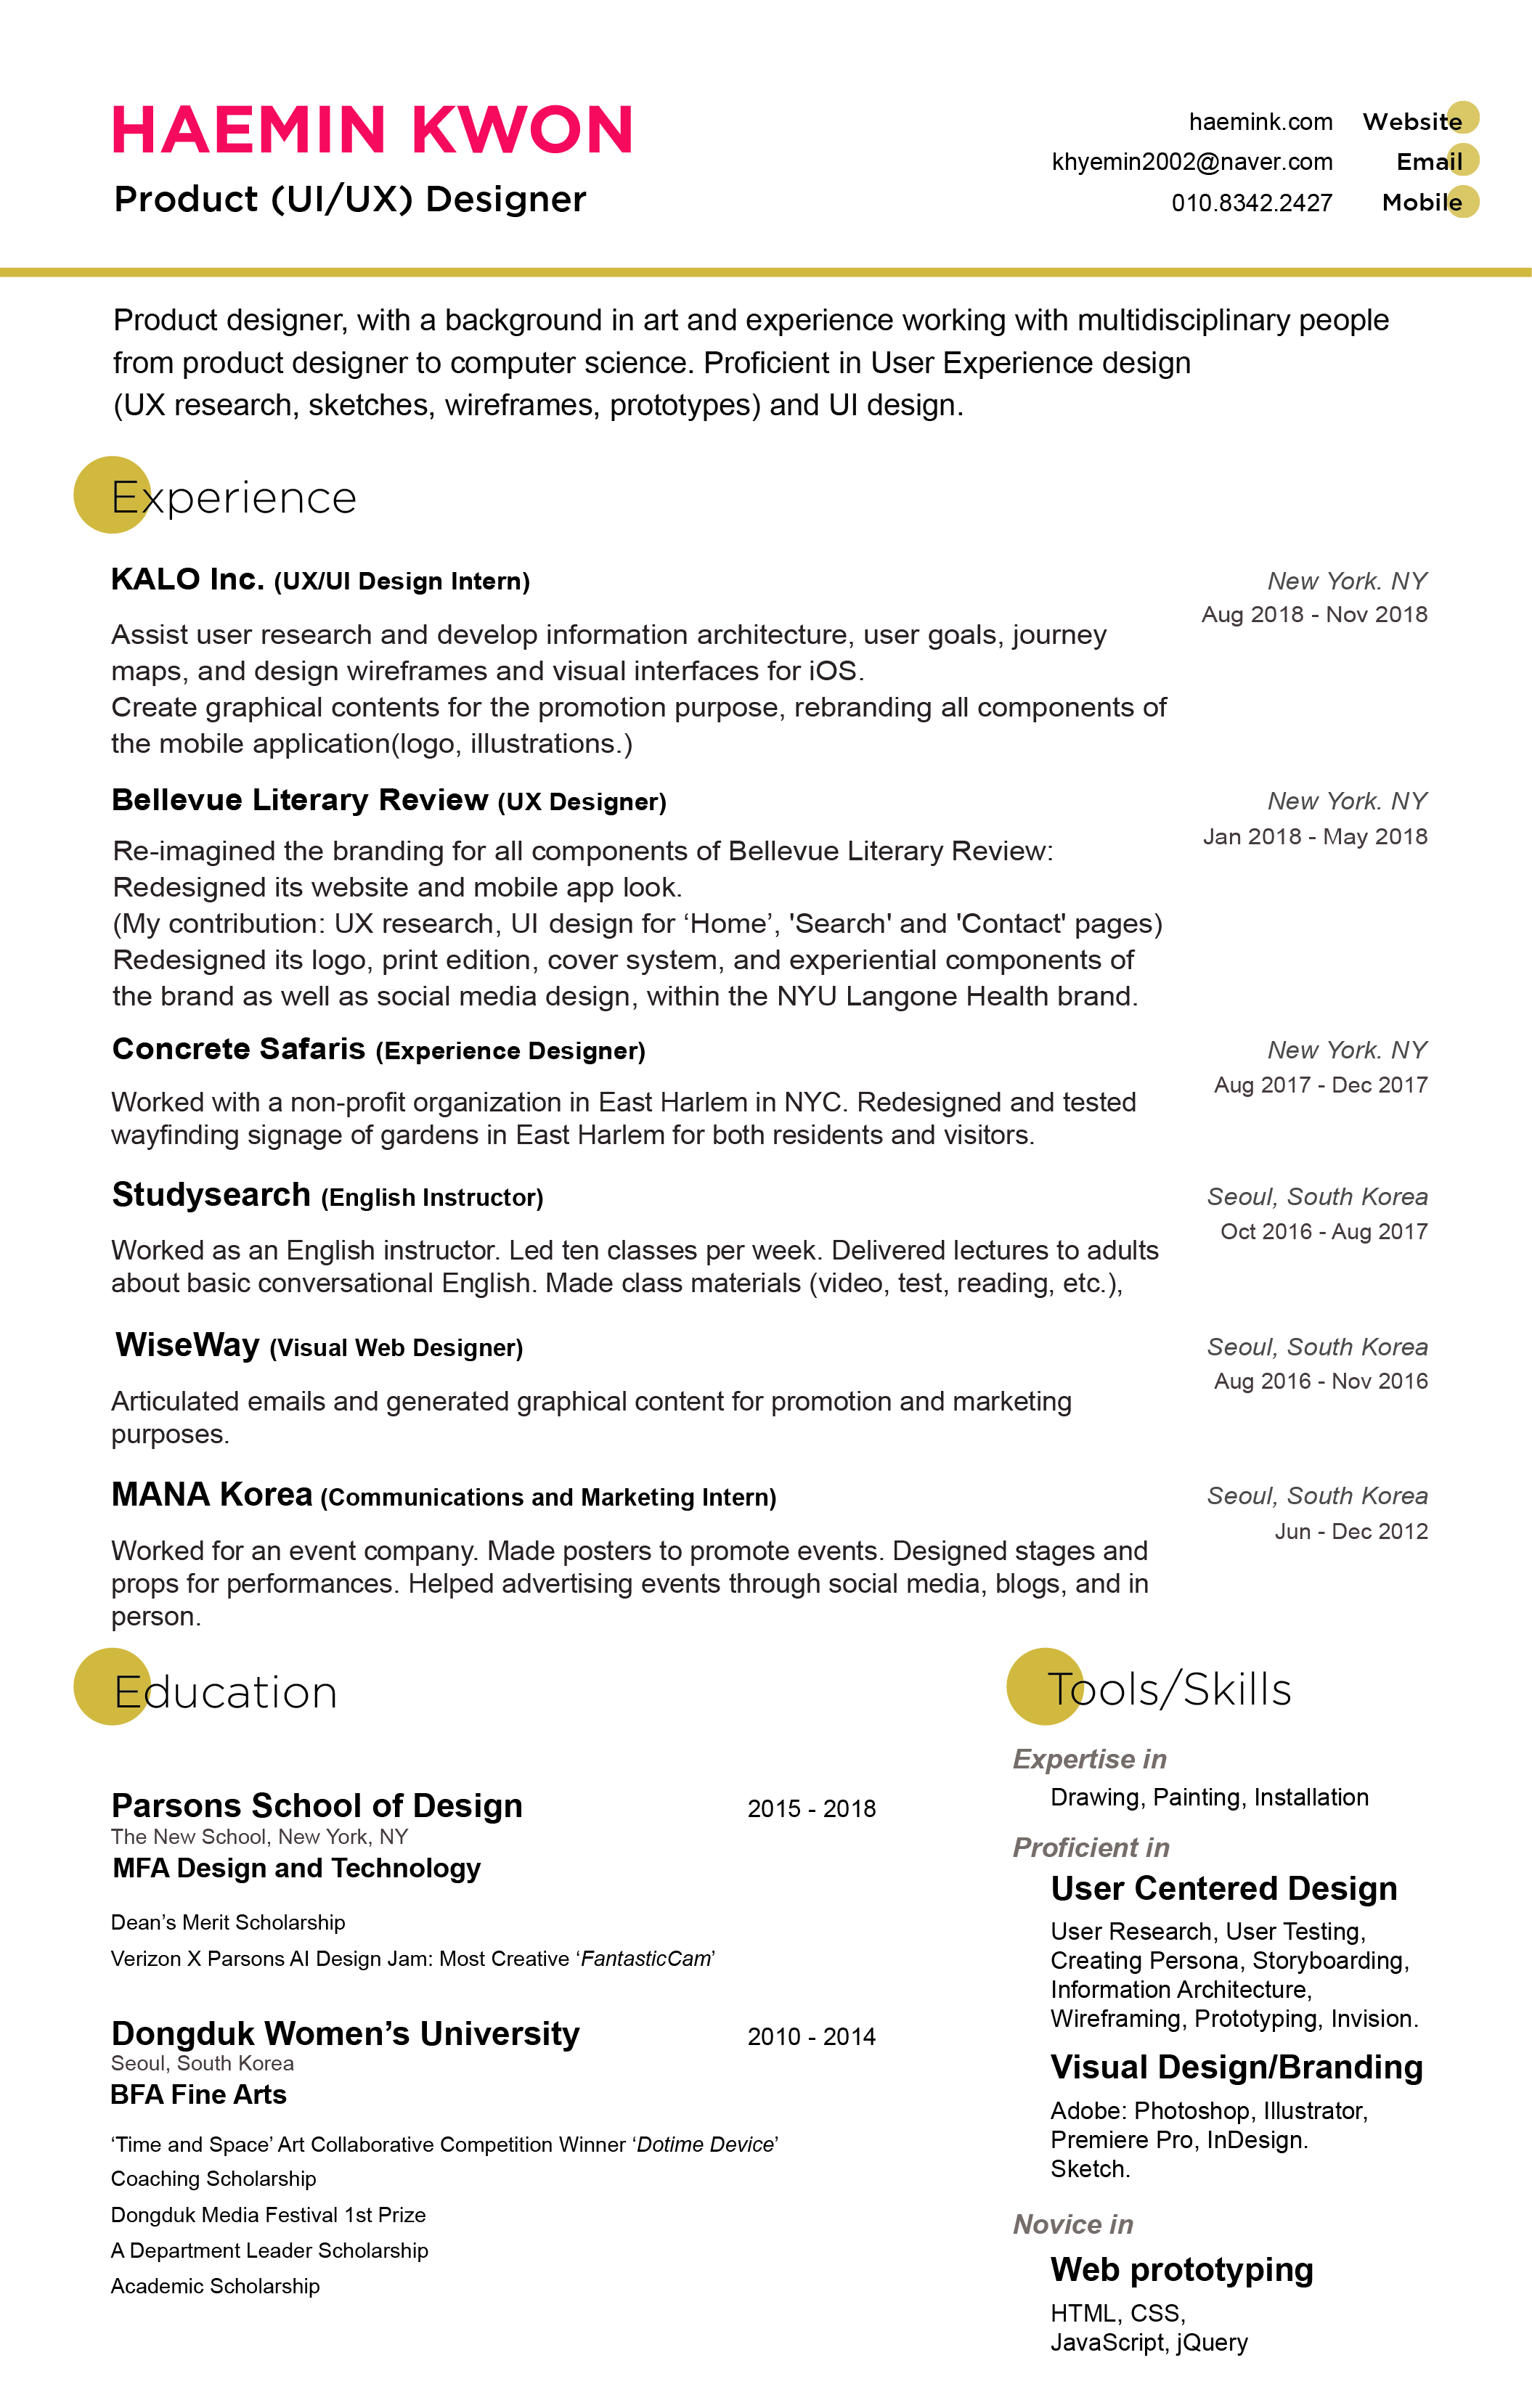 HAEMIN KWON
Product (UI/UX) Designer
haemink.com Website
khyemin2002@naver.com Email
010.8342.2427 Mobile
Product designer, with a background in art and experience working with multidisciplinary people
from product designer to computer science. Proficient in User Experience design
(UX research, sketches, wireframes, prototypes) and UI design.
Experience
KALO Inc. (UX/UI Design Intern)
New York. NY
Aug 2018 - Nov 2018
Assist user research and develop information architecture, user goals, journey
maps, and design wireframes and visual interfaces for iOS.
Create graphical contents for the promotion purpose, rebranding all components of
the mobile application(logo, illustrations.)
Bellevue Literary Review (UX Designer)
New York. NY
Jan 2018 - May 2018
Re-imagined the branding for all components of Bellevue Literary Review:
Redesigned its website and mobile app look.
(My contribution: UX research, UI design for ‘Home’, 'Search' and 'Contact' pages)
Redesigned its logo, print edition, cover system, and experiential components of
the brand as well as social media design, within the NYU Langone Health brand.
Concrete Safaris (Experience Designer)
New York. NY
Aug 2017 - Dec 2017
Worked with a non-profit organization in East Harlem in NYC. Redesigned and tested
wayfinding signage of gardens in East Harlem for both residents and visitors.
Studysearch (English Instructor)
Seoul, South Korea
Oct 2016 - Aug 2017
Worked as an English instructor. Led ten classes per week. Delivered lectures to adults
about basic conversational English. Made class materials (video, test, reading, etc.),
WiseWay (Visual Web Designer)
Seoul, South Korea
Aug 2016 - Nov 2016
Articulated emails and generated graphical content for promotion and marketing
purposes.
MANA Korea (Communications and Marketing Intern)
Seoul, South Korea
Jun - Dec 2012
Worked for an event company. Made posters to promote events. Designed stages and
props for performances. Helped advertising events through social media, blogs, and in
person.
Education
Parsons School of Design 2015 - 2018
The New School, New York, NY
MFA Design and Technology
Dean’s Merit Scholarship
Verizon X Parsons AI Design Jam: Most Creative ‘FantasticCam’
Dongduk Women’s University 2010 - 2014
Seoul, South Korea
BFA Fine Arts
‘Time and Space’ Art Collaborative Competition Winner ‘Dotime Device’
Coaching Scholarship
Dongduk Media Festival 1st Prize
A Department Leader Scholarship
Academic Scholarship
Tools/Skills
Expertise in
Drawing, Painting, Installation
Proficient in
User Centered Design
User Research, User Testing,
Creating Persona, Storyboarding,
Information Architecture,
Wireframing, Prototyping, Invision.
Visual Design/Branding
Adobe: Photoshop, Illustrator,
Premiere Pro, InDesign.
Sketch.
Novice in
Web prototyping
HTML, CSS,
JavaScript, jQuery